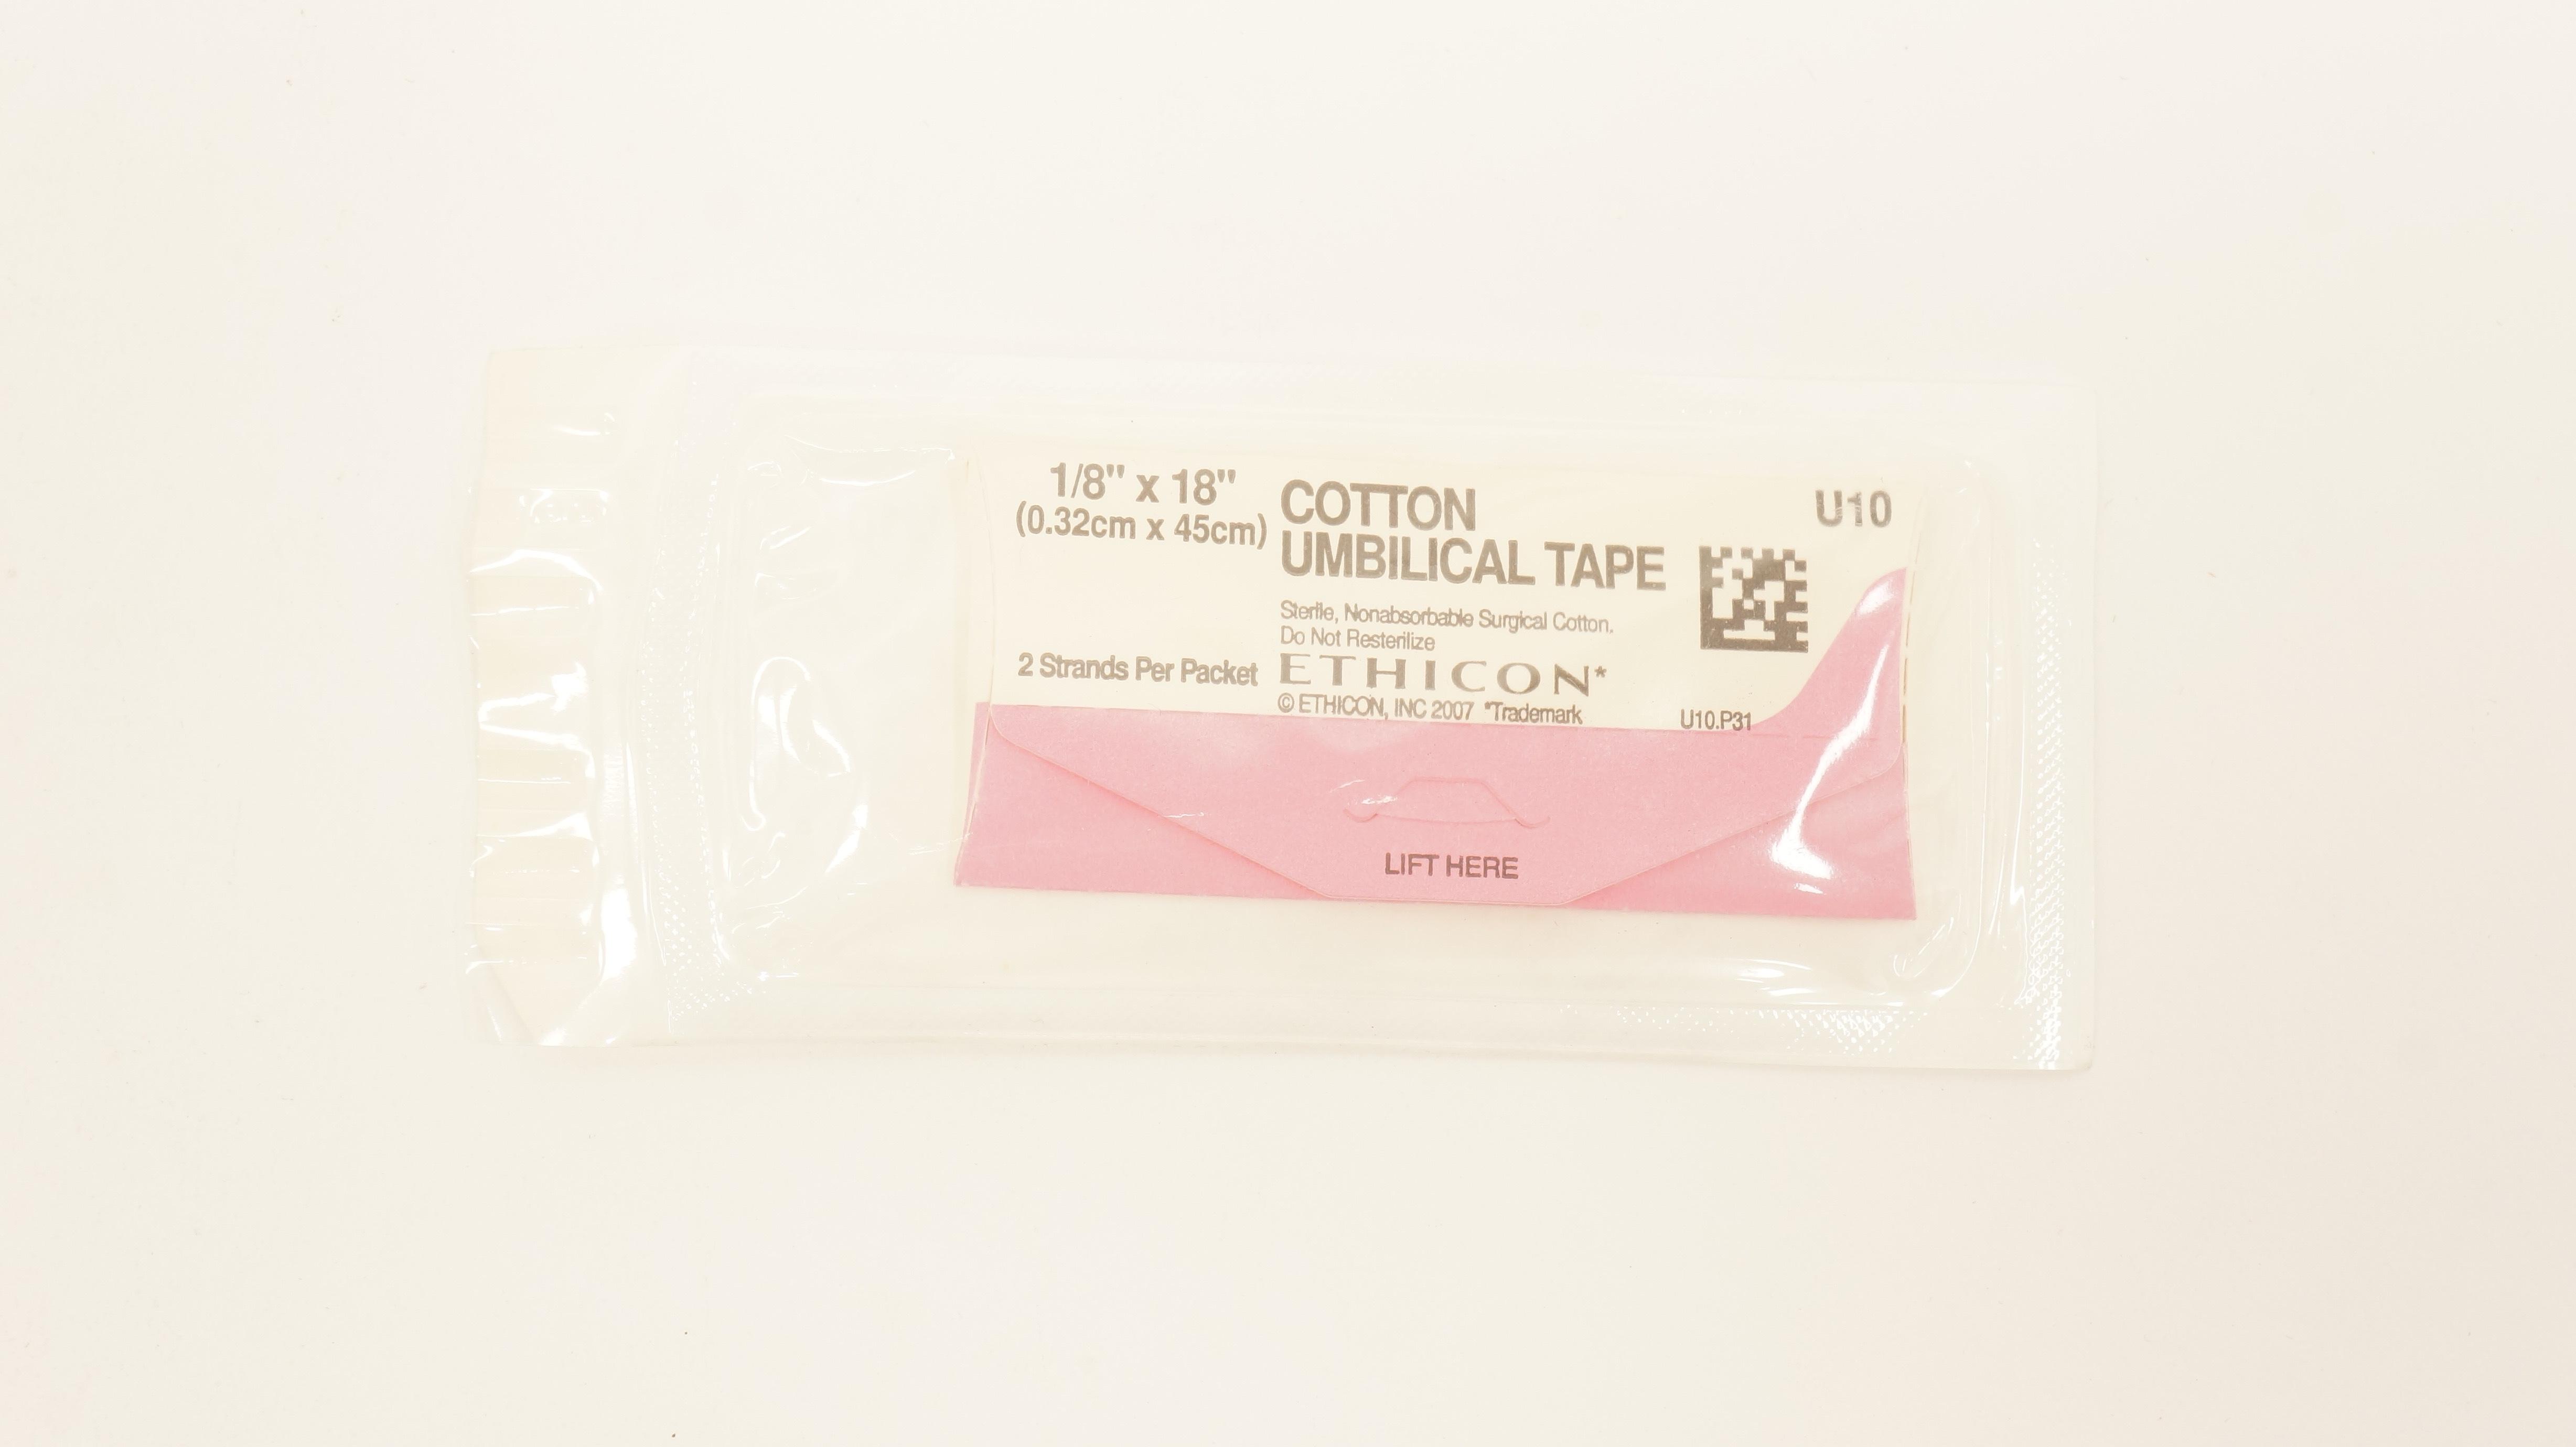 1/8" x 18"
(0.32cm x 45cm)
2 Strands Per Packet
COTTON
UMBILICAL TAPE
Sterile, Nonabsorbable Surgical Cotton.
Do Not Resterilize
ETHICON*
© ETHICON, INC 2007 *Trademark
U10
U10.P31
LIFT HERE